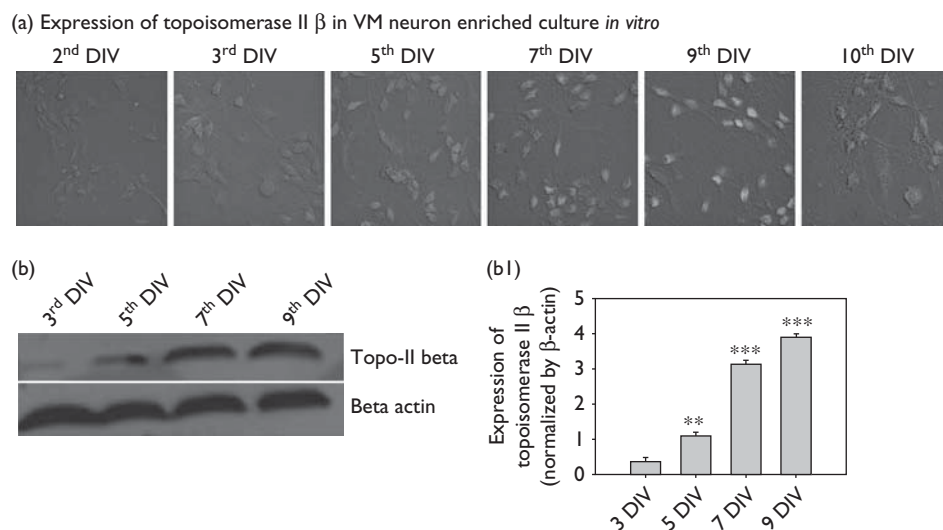 (a) Expression of topoisomerase II β in VM neuron enriched culture in vitro
2nd DIV 3rd DIV 5th DIV 7th DIV 9th DIV 10th DIV
(b)
3rd DIV 5th DIV 7th DIV 9th DIV
Topo-II beta
Beta actin
(b1)
Expression of
topoisomerase II β
(normalized by β-actin)
5
4
3
2
1
0
** *** ***
3 DIV 5 DIV 7 DIV 9 DIV